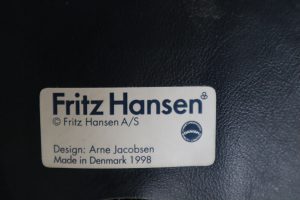 Fritz Hansen
© Fritz Hansen A/S
Design: Arne Jacobsen
Made in Denmark 1998